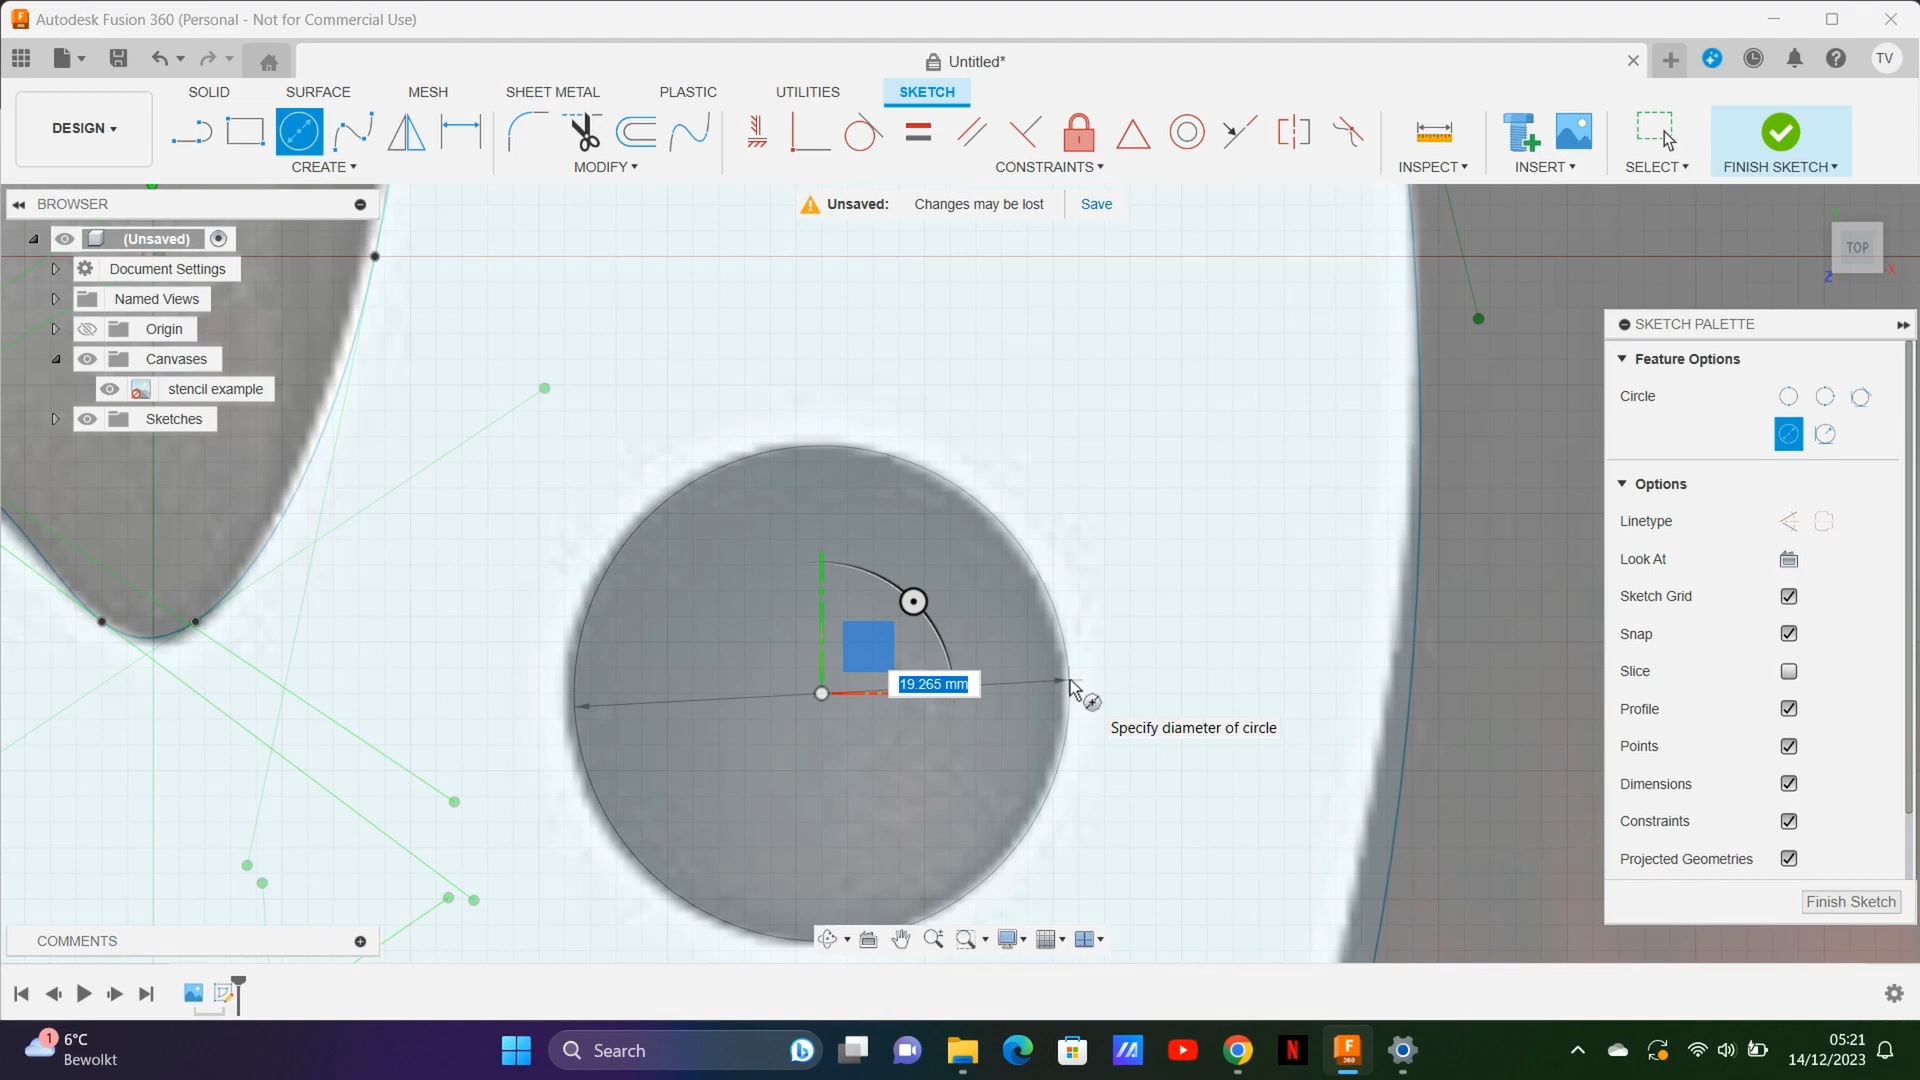 Autodesk Fusion 360 (Personal - Not for Commercial Use)
Untitled*
TV
SOLID
SURFACE
MESH
SHEET METAL
PLASTIC
UTILITIES
SKETCH
DESIGN
CREATE
MODIFY
CONSTRAINTS
INSPECT
INSERT
SELECT
FINISH SKETCH
BROWSER
Unsaved: Changes may be lost Save
(Unsaved)
Document Settings
Named Views
Origin
Canvases
stencil example
Sketches
TOP
X
Z
SKETCH PALETTE
Feature Options
Circle
Options
Linetype
Look At
Sketch Grid
Snap
Slice
Profile
Points
Dimensions
Constraints
Projected Geometries
Finish Sketch
19.265 mm
Specify diameter of circle
COMMENTS
1
6°C
Bewolkt
Search
05:21
14/12/2023